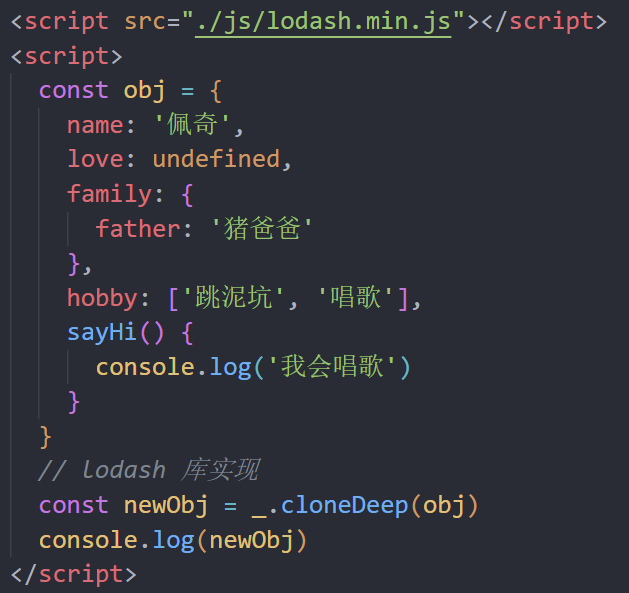 <script src="./js/lodash.min.js"></script>
<script>
  const obj = {
    name: '佩奇',
    love: undefined,
    family: {
      father: '猪爸爸'
    },
    hobby: ['跳泥坑', '唱歌'],
    sayHi() {
      console.log('我会唱歌')
    }
  }
  // lodash 库实现
  const newObj = _.cloneDeep(obj)
  console.log(newObj)
</script>